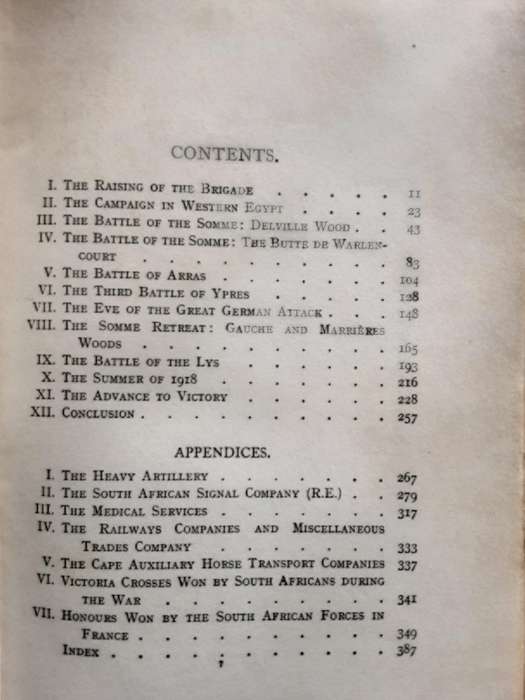 CONTENTS.
I. THE RAISING OF THE BRIGADE . . . . . 11
II. THE CAMPAIGN IN WESTERN EGYPT . . . . 23
III. THE BATTLE OF THE SOMME: DELVILLE WOOD . . 43
IV. THE BATTLE OF THE SOMME: THE BUTTE DE WARLEN-
COURT . . . . . . . . . 83
V. THE BATTLE OF ARRAS . . . . . . 104
VI. THE THIRD BATTLE OF YPRES . . . . . 128
VII. THE EVE OF THE GREAT GERMAN ATTACK . . . 148
VIII. THE SOMME RETREAT: GAUCHE AND MARRIÈRES
WOODS . . . . . . . . . 165
IX. THE BATTLE OF THE LYS . . . . . . 193
X. THE SUMMER OF 1918 . . . . . . 216
XI. THE ADVANCE TO VICTORY . . . . . 228
XII. CONCLUSION . . . . . . . . . 257
APPENDICES.
I. THE HEAVY ARTILLERY . . . . . . . 267
II. THE SOUTH AFRICAN SIGNAL COMPANY (R.E.) . . 279
III. THE MEDICAL SERVICES . . . . . . 317
IV. THE RAILWAYS COMPANIES AND MISCELLANEOUS
TRADES COMPANY . . . . . . . 333
V. THE CAPE AUXILIARY HORSE TRANSPORT COMPANIES 337
VI. VICTORIA CROSSES WON BY SOUTH AFRICANS DURING
THE WAR . . . . . . . . 341
VII. HONOURS WON BY THE SOUTH AFRICAN FORCES IN
FRANCE . . . . . . . . . 349
INDEX . . . . . . . . . . 387
7